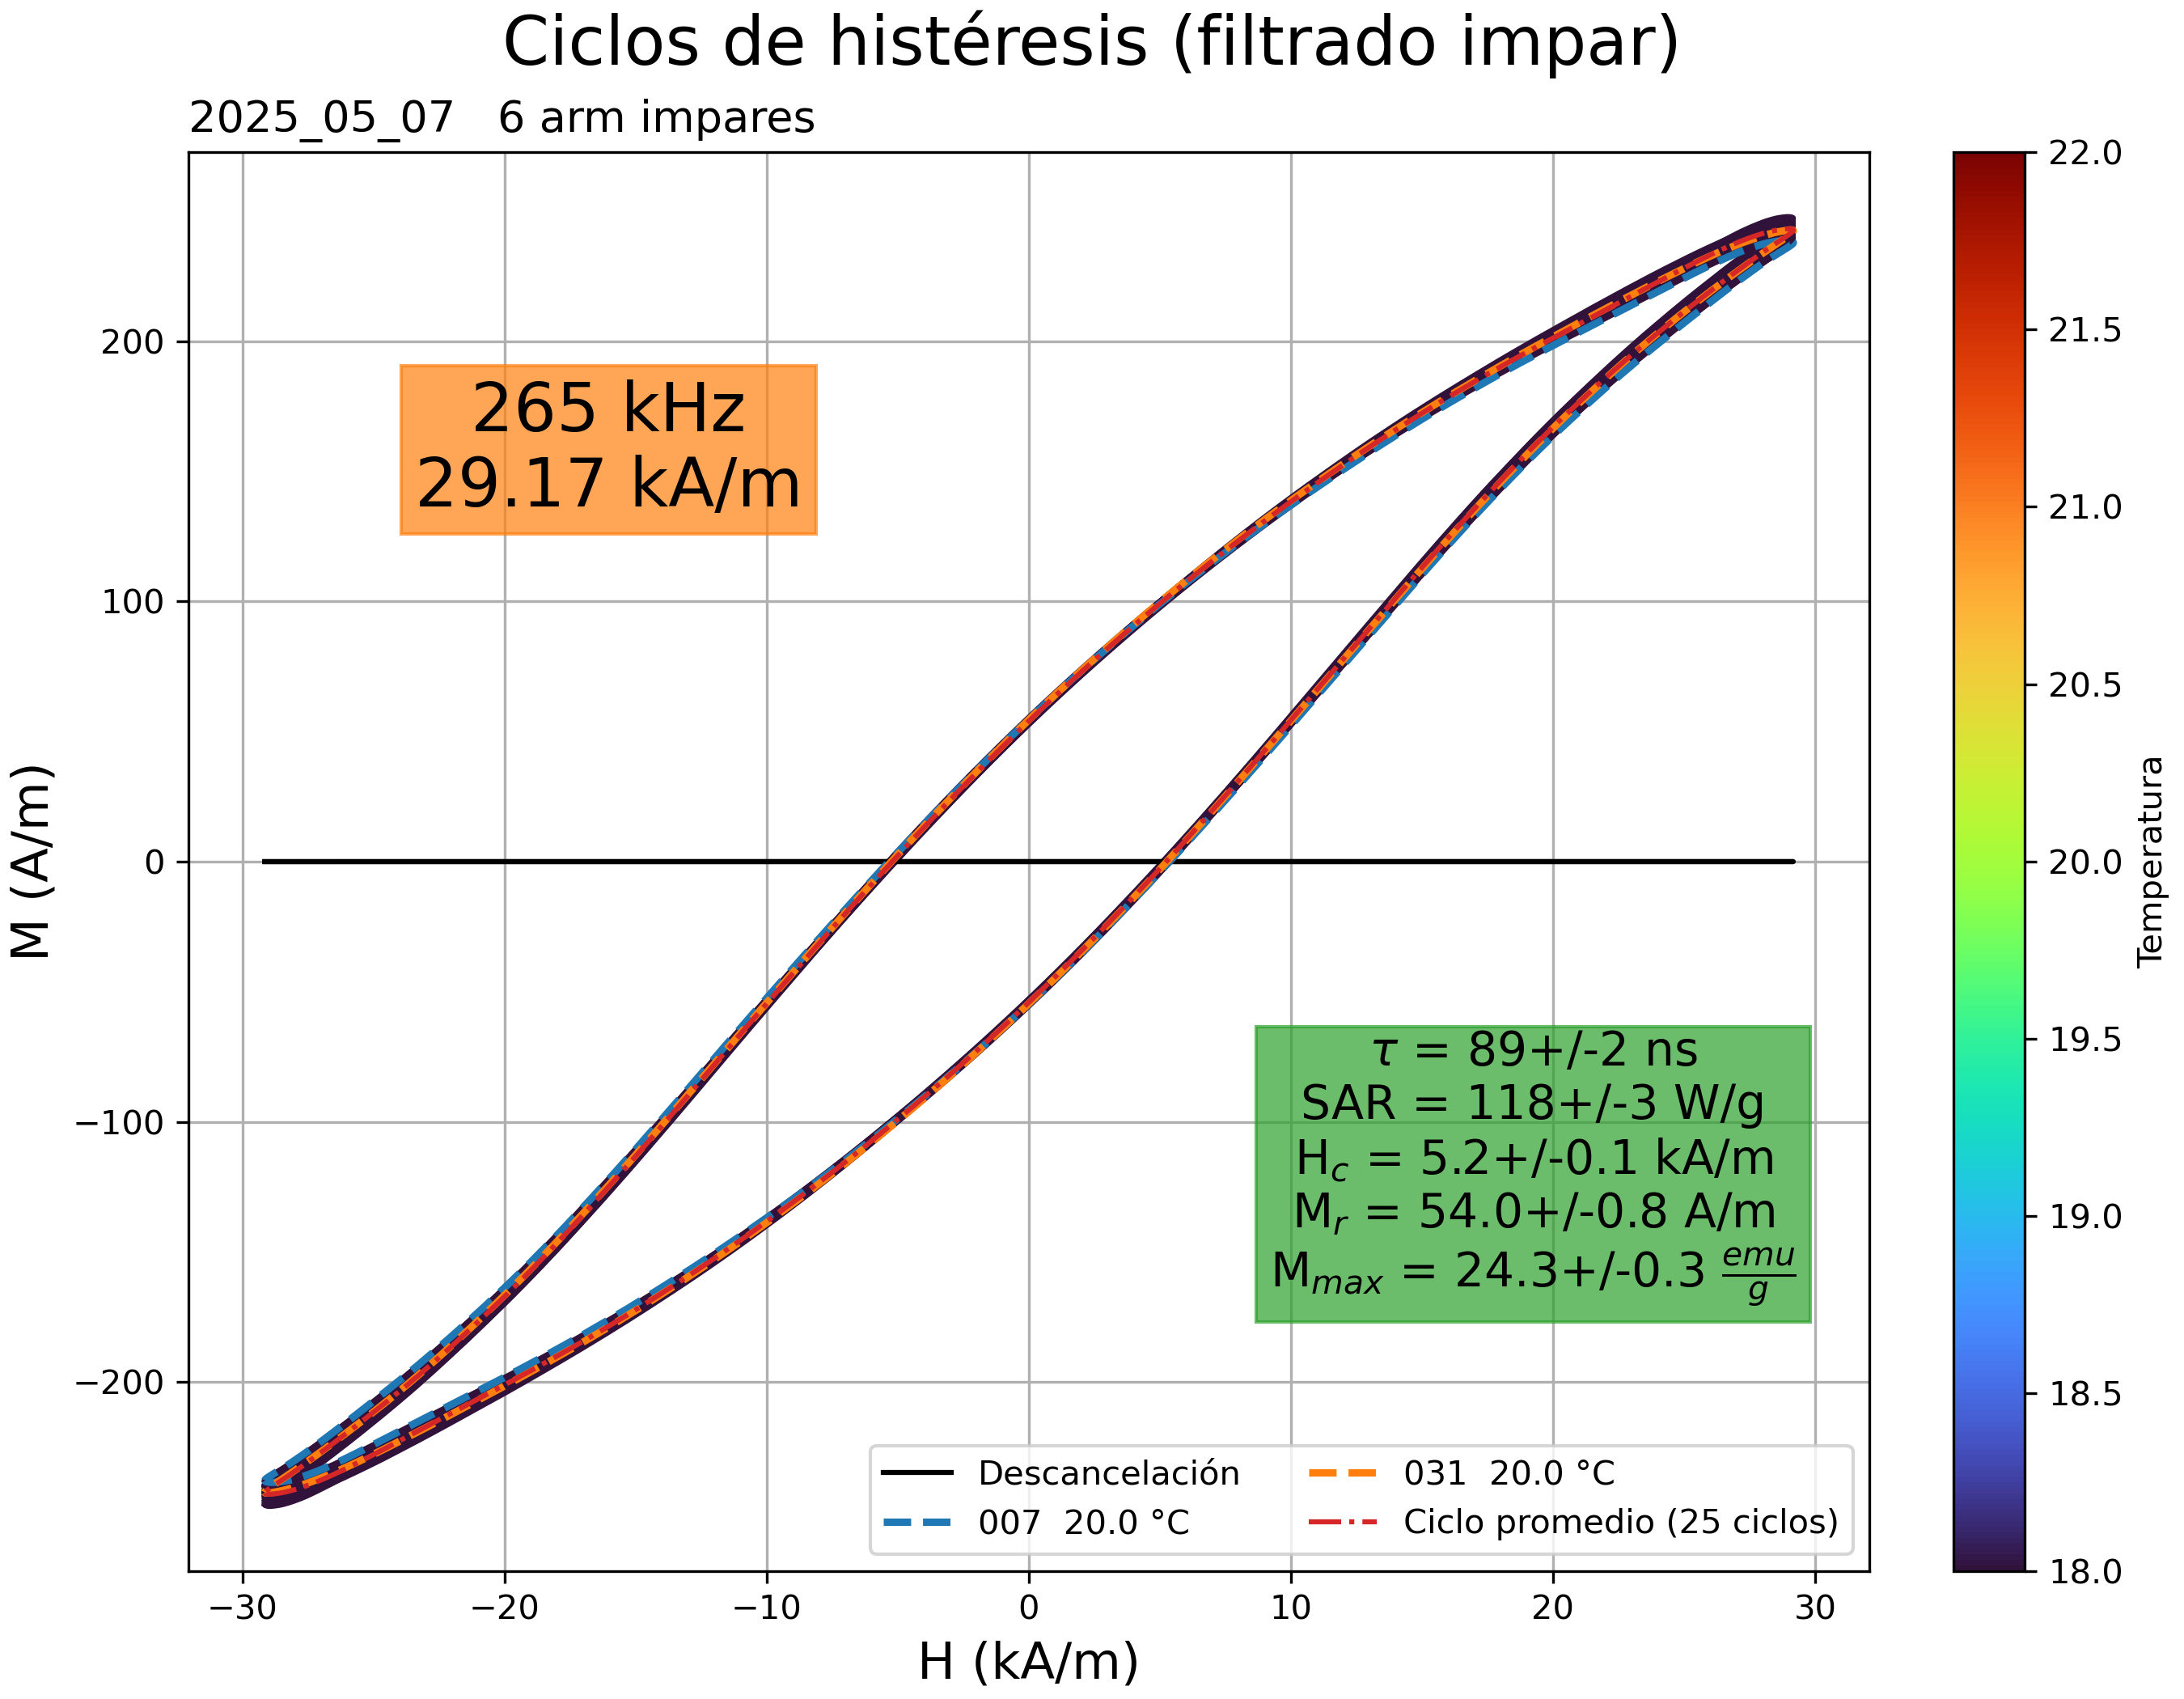 Ciclos de histéresis (filtrado impar)
2025_05_07   6 arm impares
265 kHz
29.17 kA/m
τ = 89+/-2 ns
SAR = 118+/-3 W/g
H_c = 5.2+/-0.1 kA/m
M_r = 54.0+/-0.8 A/m
M_max = 24.3+/-0.3 emu/g
Descancelación
007  20.0 °C
031  20.0 °C
Ciclo promedio (25 ciclos)
M (A/m)
200
100
0
−100
−200
−30
−20
−10
0
10
20
30
H (kA/m)
22.0
21.5
21.0
20.5
20.0
19.5
19.0
18.5
18.0
Temperatura